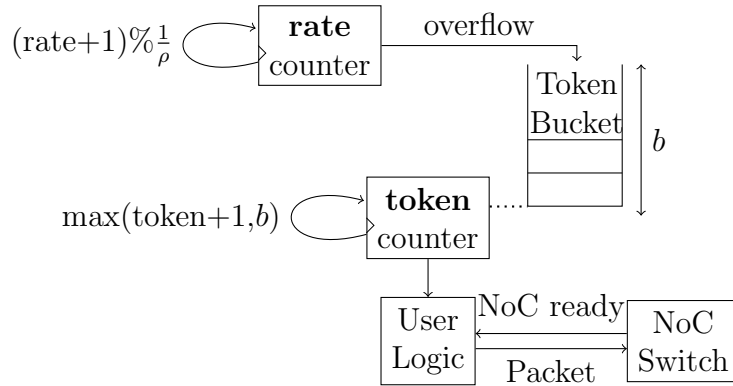 (rate+1)%1/ρ
rate
counter
overflow
Token
Bucket
b
max(token+1,b)
token
counter
User
Logic
NoC ready
Packet
NoC
Switch